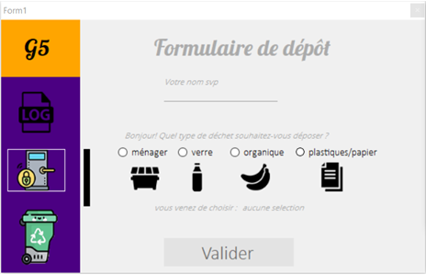 Form1
G5
Formulaire de dépôt
Votre nom svp
LOG
Bonjour! Quel type de déchet souhaitez-vous déposer ?
ménager verre organique plastiques/papier
vous venez de choisir : aucune selection
Valider